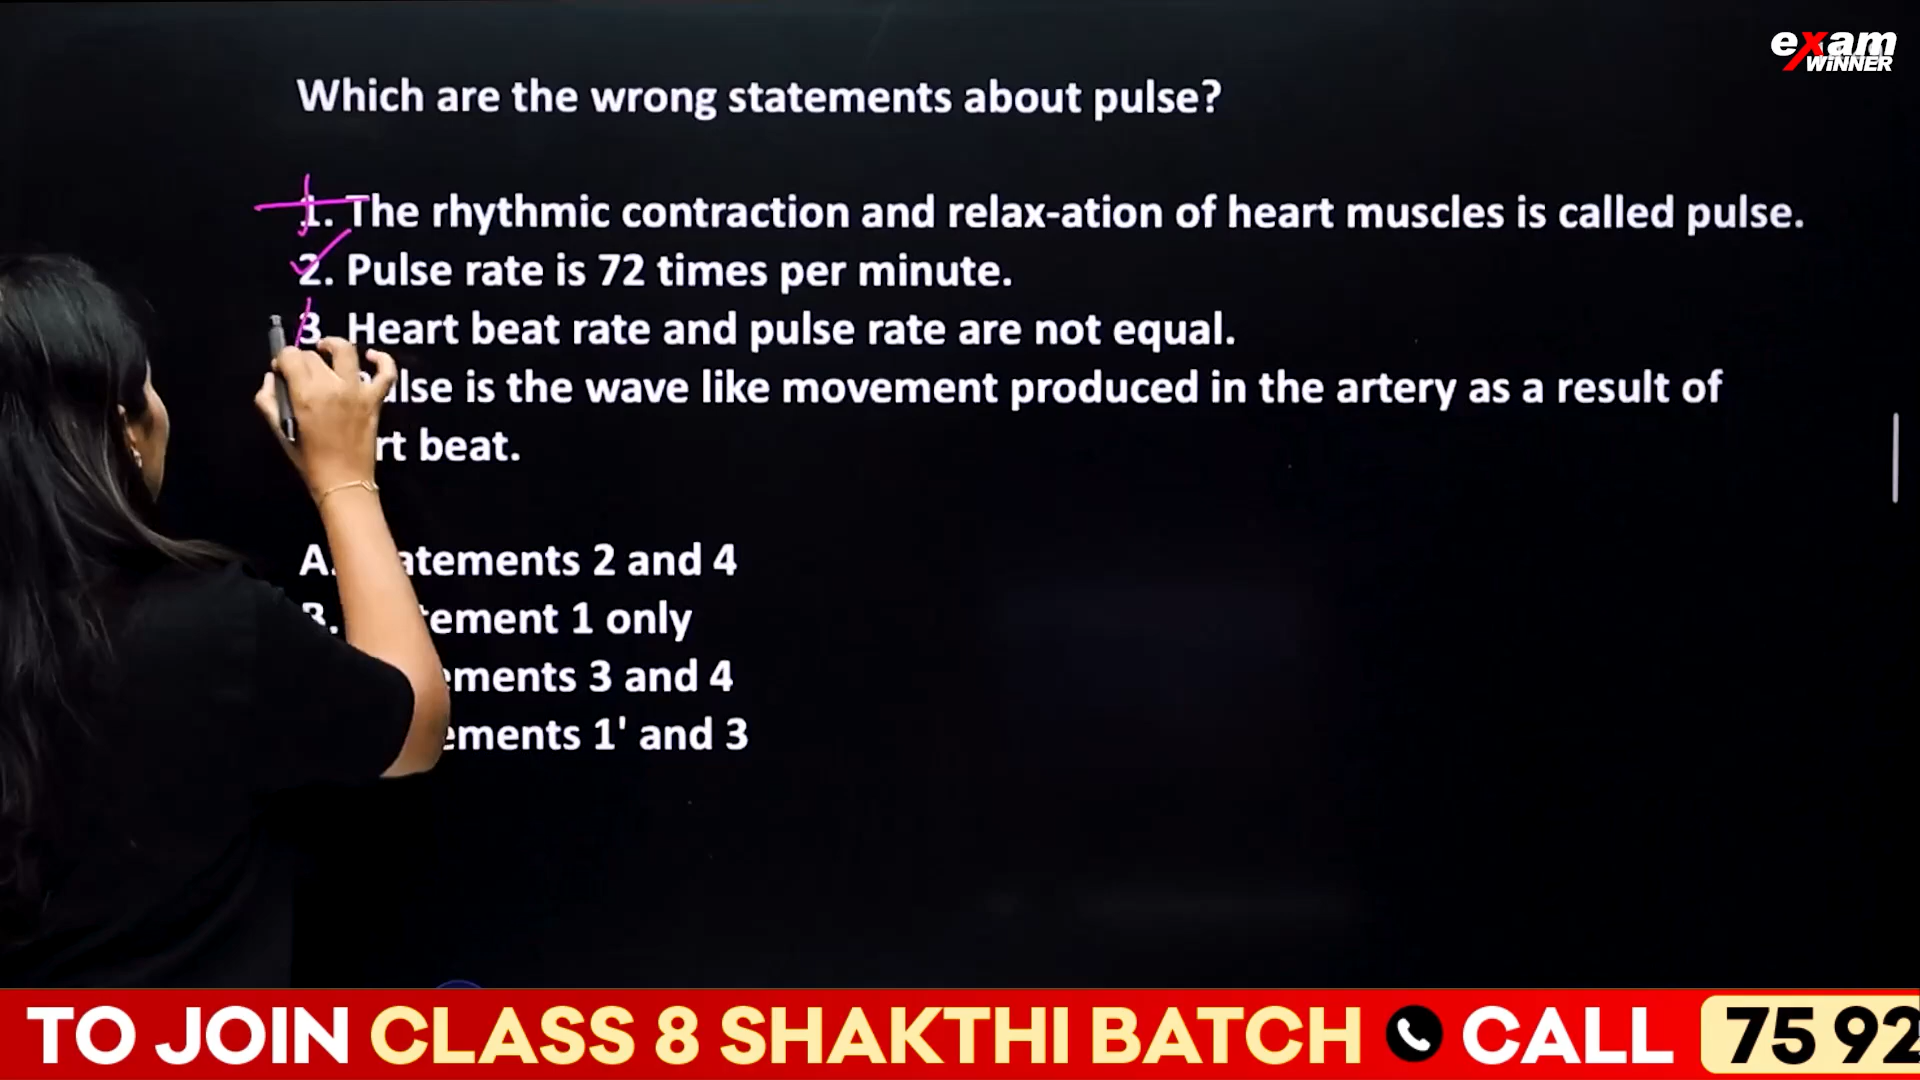 exam
WiNNER
Which are the wrong statements about pulse?
1. The rhythmic contraction and relax-ation of heart muscles is called pulse.
2. Pulse rate is 72 times per minute.
3. Heart beat rate and pulse rate are not equal.
ulse is the wave like movement produced in the artery as a result of
rt beat.
A. atements 2 and 4
B. tement 1 only
ements 3 and 4
ements 1' and 3
TO JOIN CLASS 8 SHAKTHI BATCH CALL 75 92